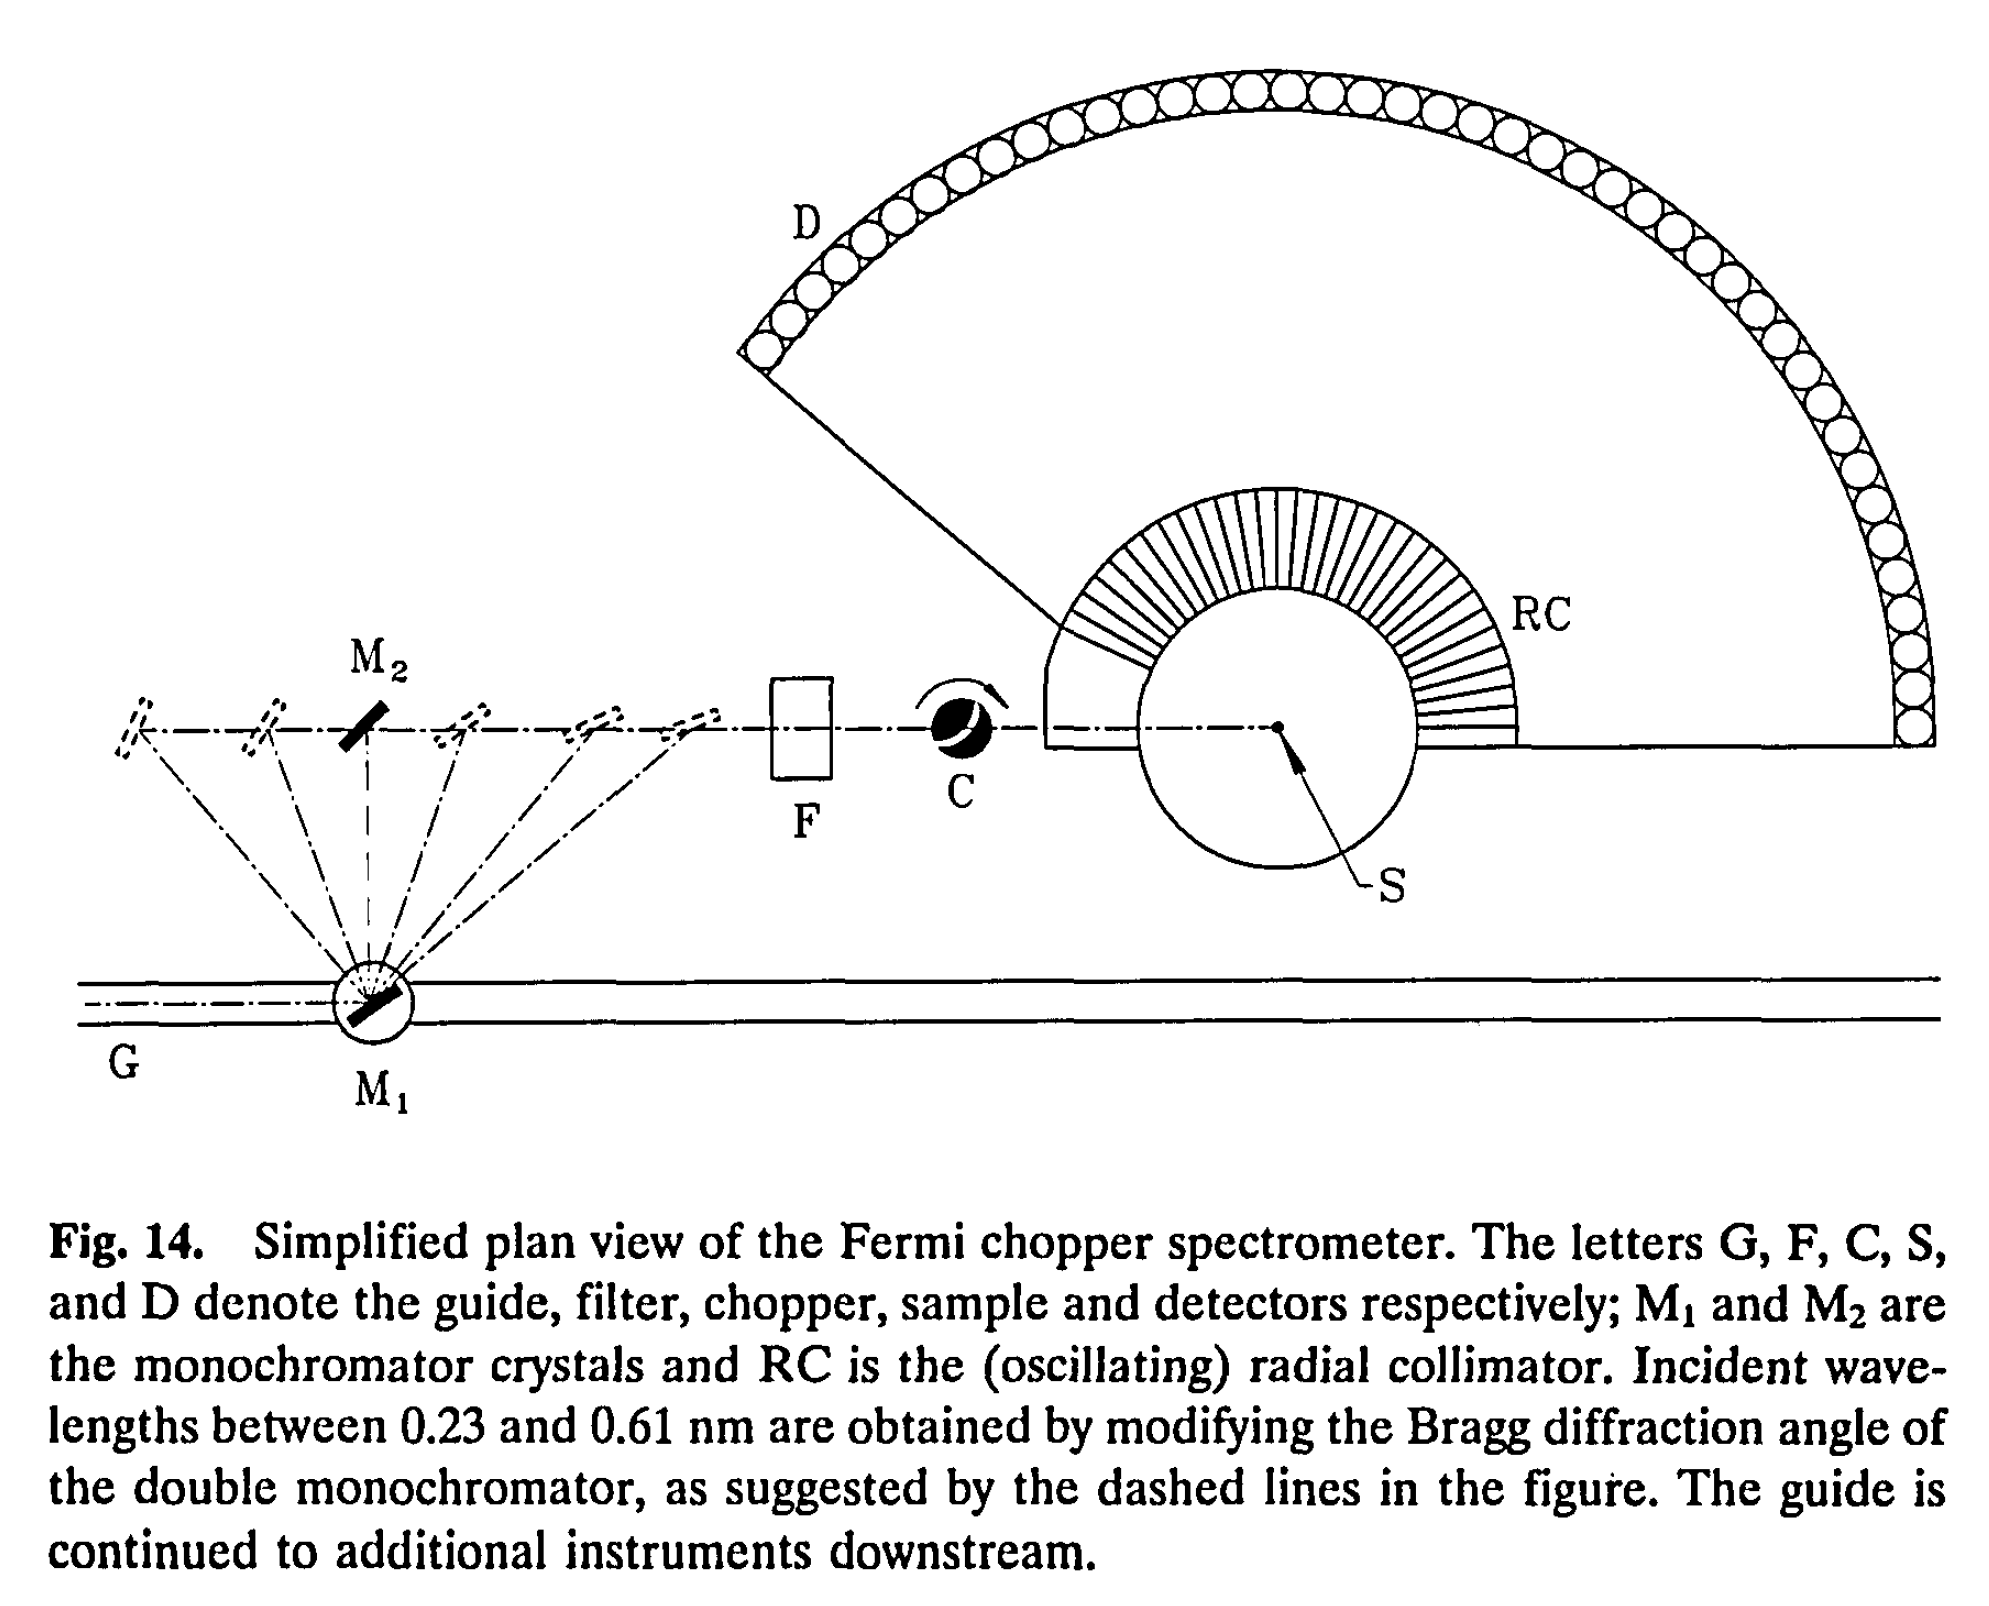 D
RC
M₂
F
C
S
G
M₁
Fig. 14. Simplified plan view of the Fermi chopper spectrometer. The letters G, F, C, S,
and D denote the guide, filter, chopper, sample and detectors respectively; M₁ and M₂ are
the monochromator crystals and RC is the (oscillating) radial collimator. Incident wave-
lengths between 0.23 and 0.61 nm are obtained by modifying the Bragg diffraction angle of
the double monochromator, as suggested by the dashed lines in the figure. The guide is
continued to additional instruments downstream.